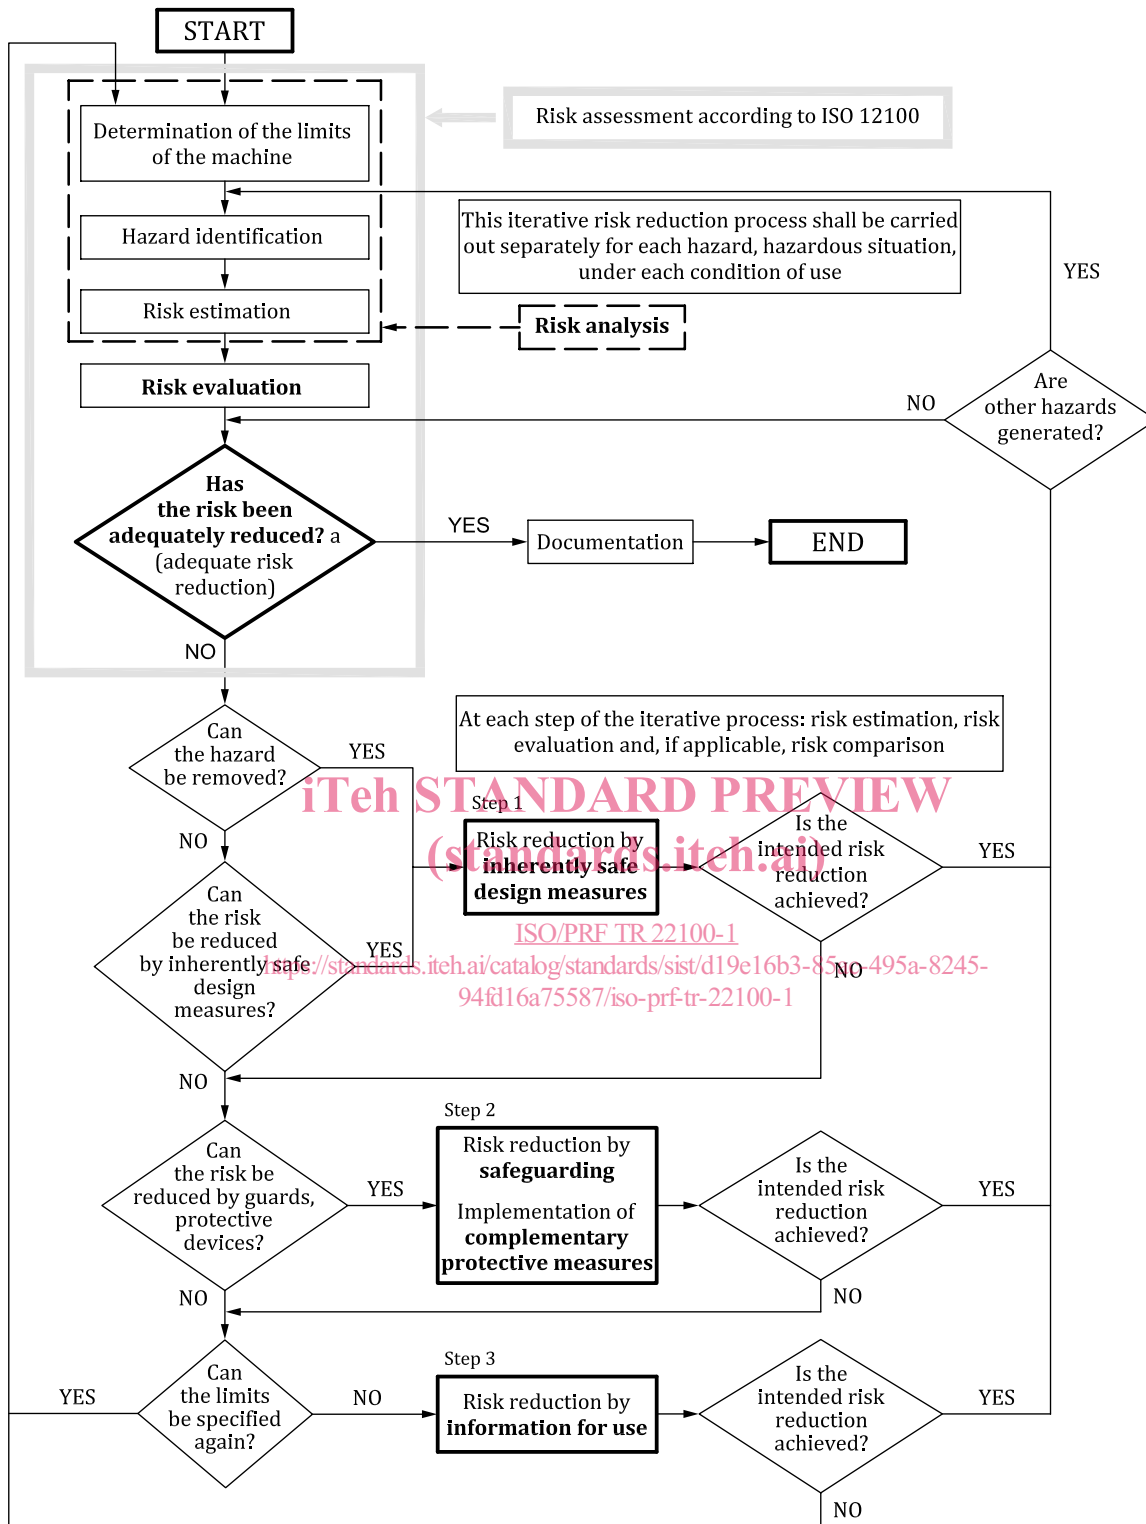 START
Risk assessment according to ISO 12100
Determination of the limits
of the machine
This iterative risk reduction process shall be carried
out separately for each hazard, hazardous situation,
under each condition of use
Hazard identification
YES
Risk estimation
Risk analysis
Risk evaluation
Are
other hazards
generated?
NO
Has
the risk been
adequately reduced? a
(adequate risk
reduction)
YES
Documentation
END
NO
At each step of the iterative process: risk estimation, risk
evaluation and, if applicable, risk comparison
Can
the hazard
be removed?
YES
iTeh STANDARD PREVIEW
(standards.iteh.ai)
Step 1
Risk reduction by
inherently safe
design measures
Is the
intended risk
reduction
achieved?
YES
NO
Can
the risk
be reduced
by inherently safe
design
measures?
YES
ISO/PRF TR 22100-1
https://standards.iteh.ai/catalog/standards/sist/d19e16b3-85ac-495a-8245-
94fd16a75587/iso-prf-tr-22100-1
NO
NO
Step 2
Can
the risk be
reduced by guards,
protective
devices?
YES
Risk reduction by
safeguarding
Implementation of
complementary
protective measures
Is the
intended risk
reduction
achieved?
YES
NO
NO
Step 3
Can
the limits
be specified
again?
YES
NO
Risk reduction by
information for use
Is the
intended risk
reduction
achieved?
YES
NO